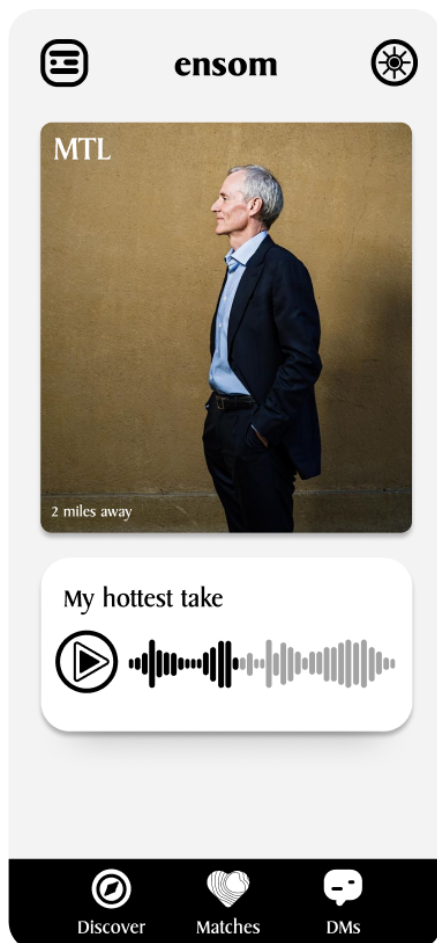 ensom
MTL
2 miles away
My hottest take
Discover
Matches
DMs